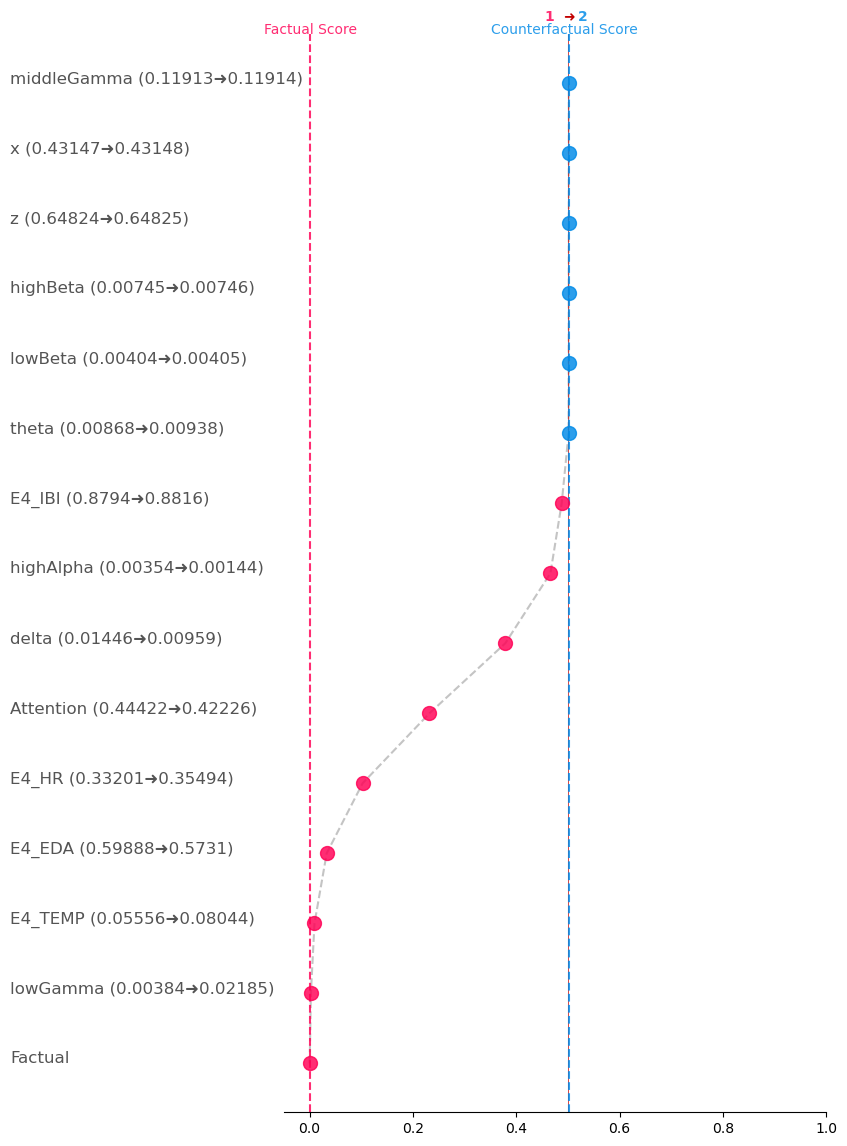 1 ➜ 2
Factual Score Counterfactual Score
middleGamma (0.11913➜0.11914)
x (0.43147➜0.43148)
z (0.64824➜0.64825)
highBeta (0.00745➜0.00746)
lowBeta (0.00404➜0.00405)
theta (0.00868➜0.00938)
E4_IBI (0.8794➜0.8816)
highAlpha (0.00354➜0.00144)
delta (0.01446➜0.00959)
Attention (0.44422➜0.42226)
E4_HR (0.33201➜0.35494)
E4_EDA (0.59888➜0.5731)
E4_TEMP (0.05556➜0.08044)
lowGamma (0.00384➜0.02185)
Factual
0.0 0.2 0.4 0.6 0.8 1.0